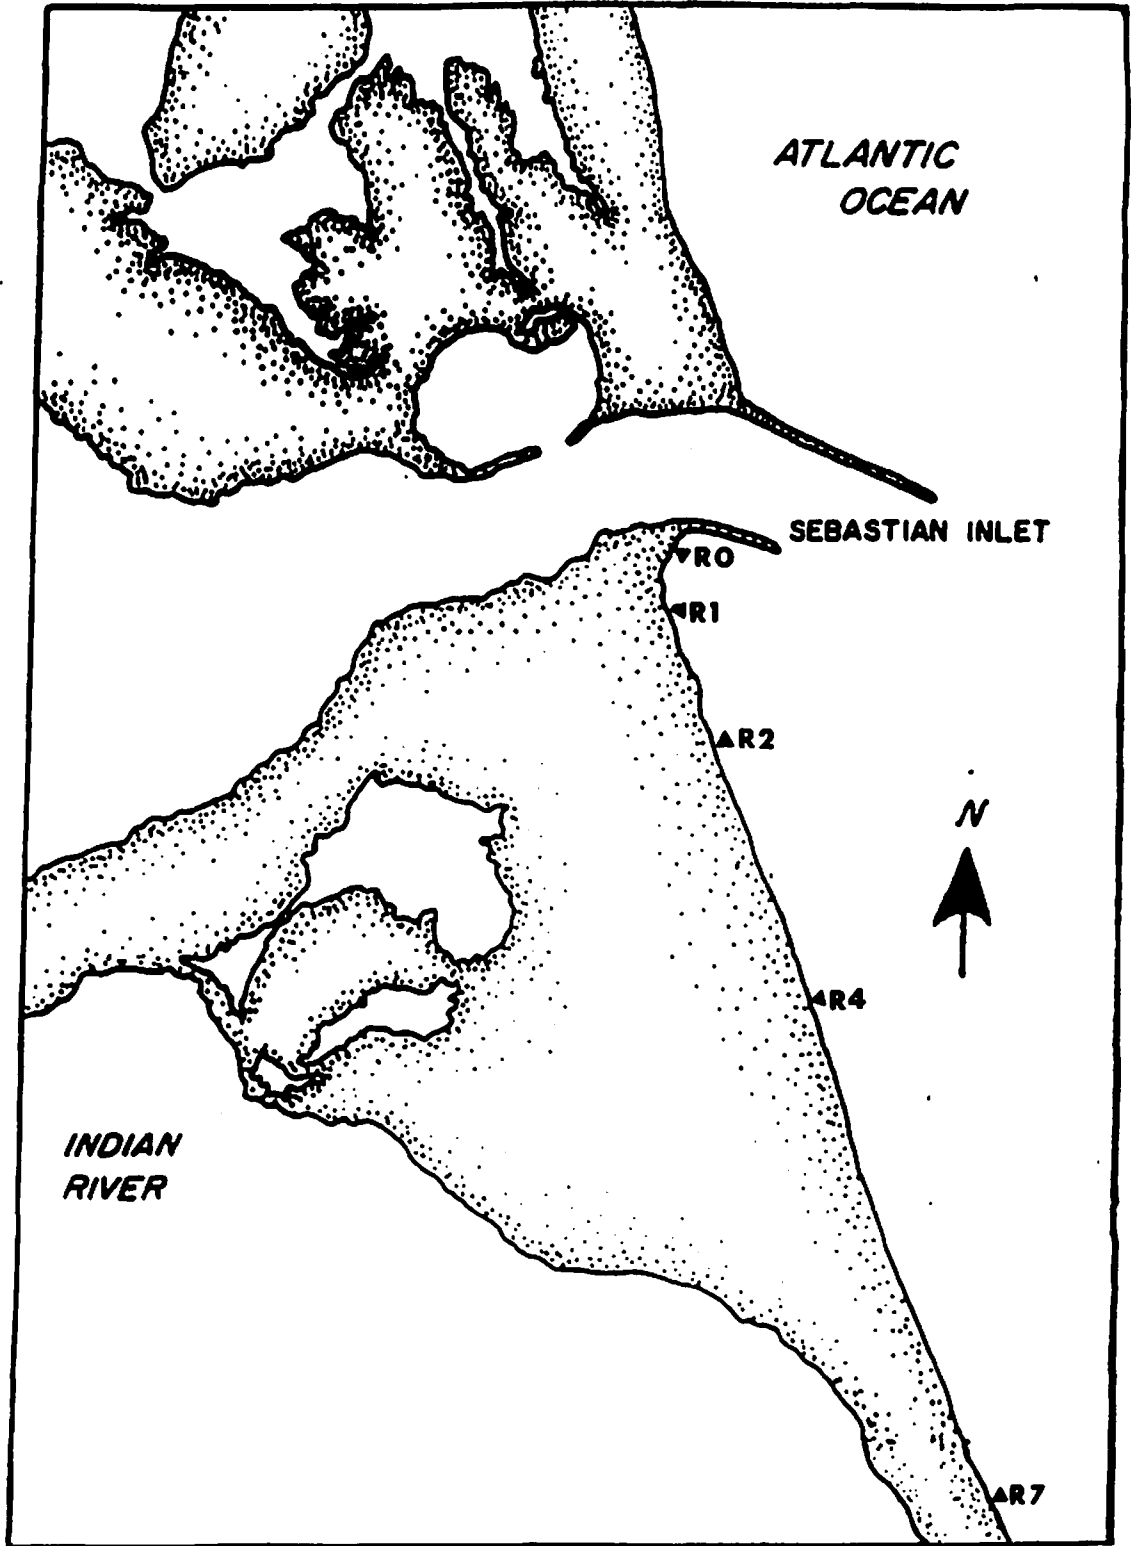 ATLANTIC
OCEAN
SEBASTIAN INLET
R0
R1
R2
N
R4
INDIAN
RIVER
R7